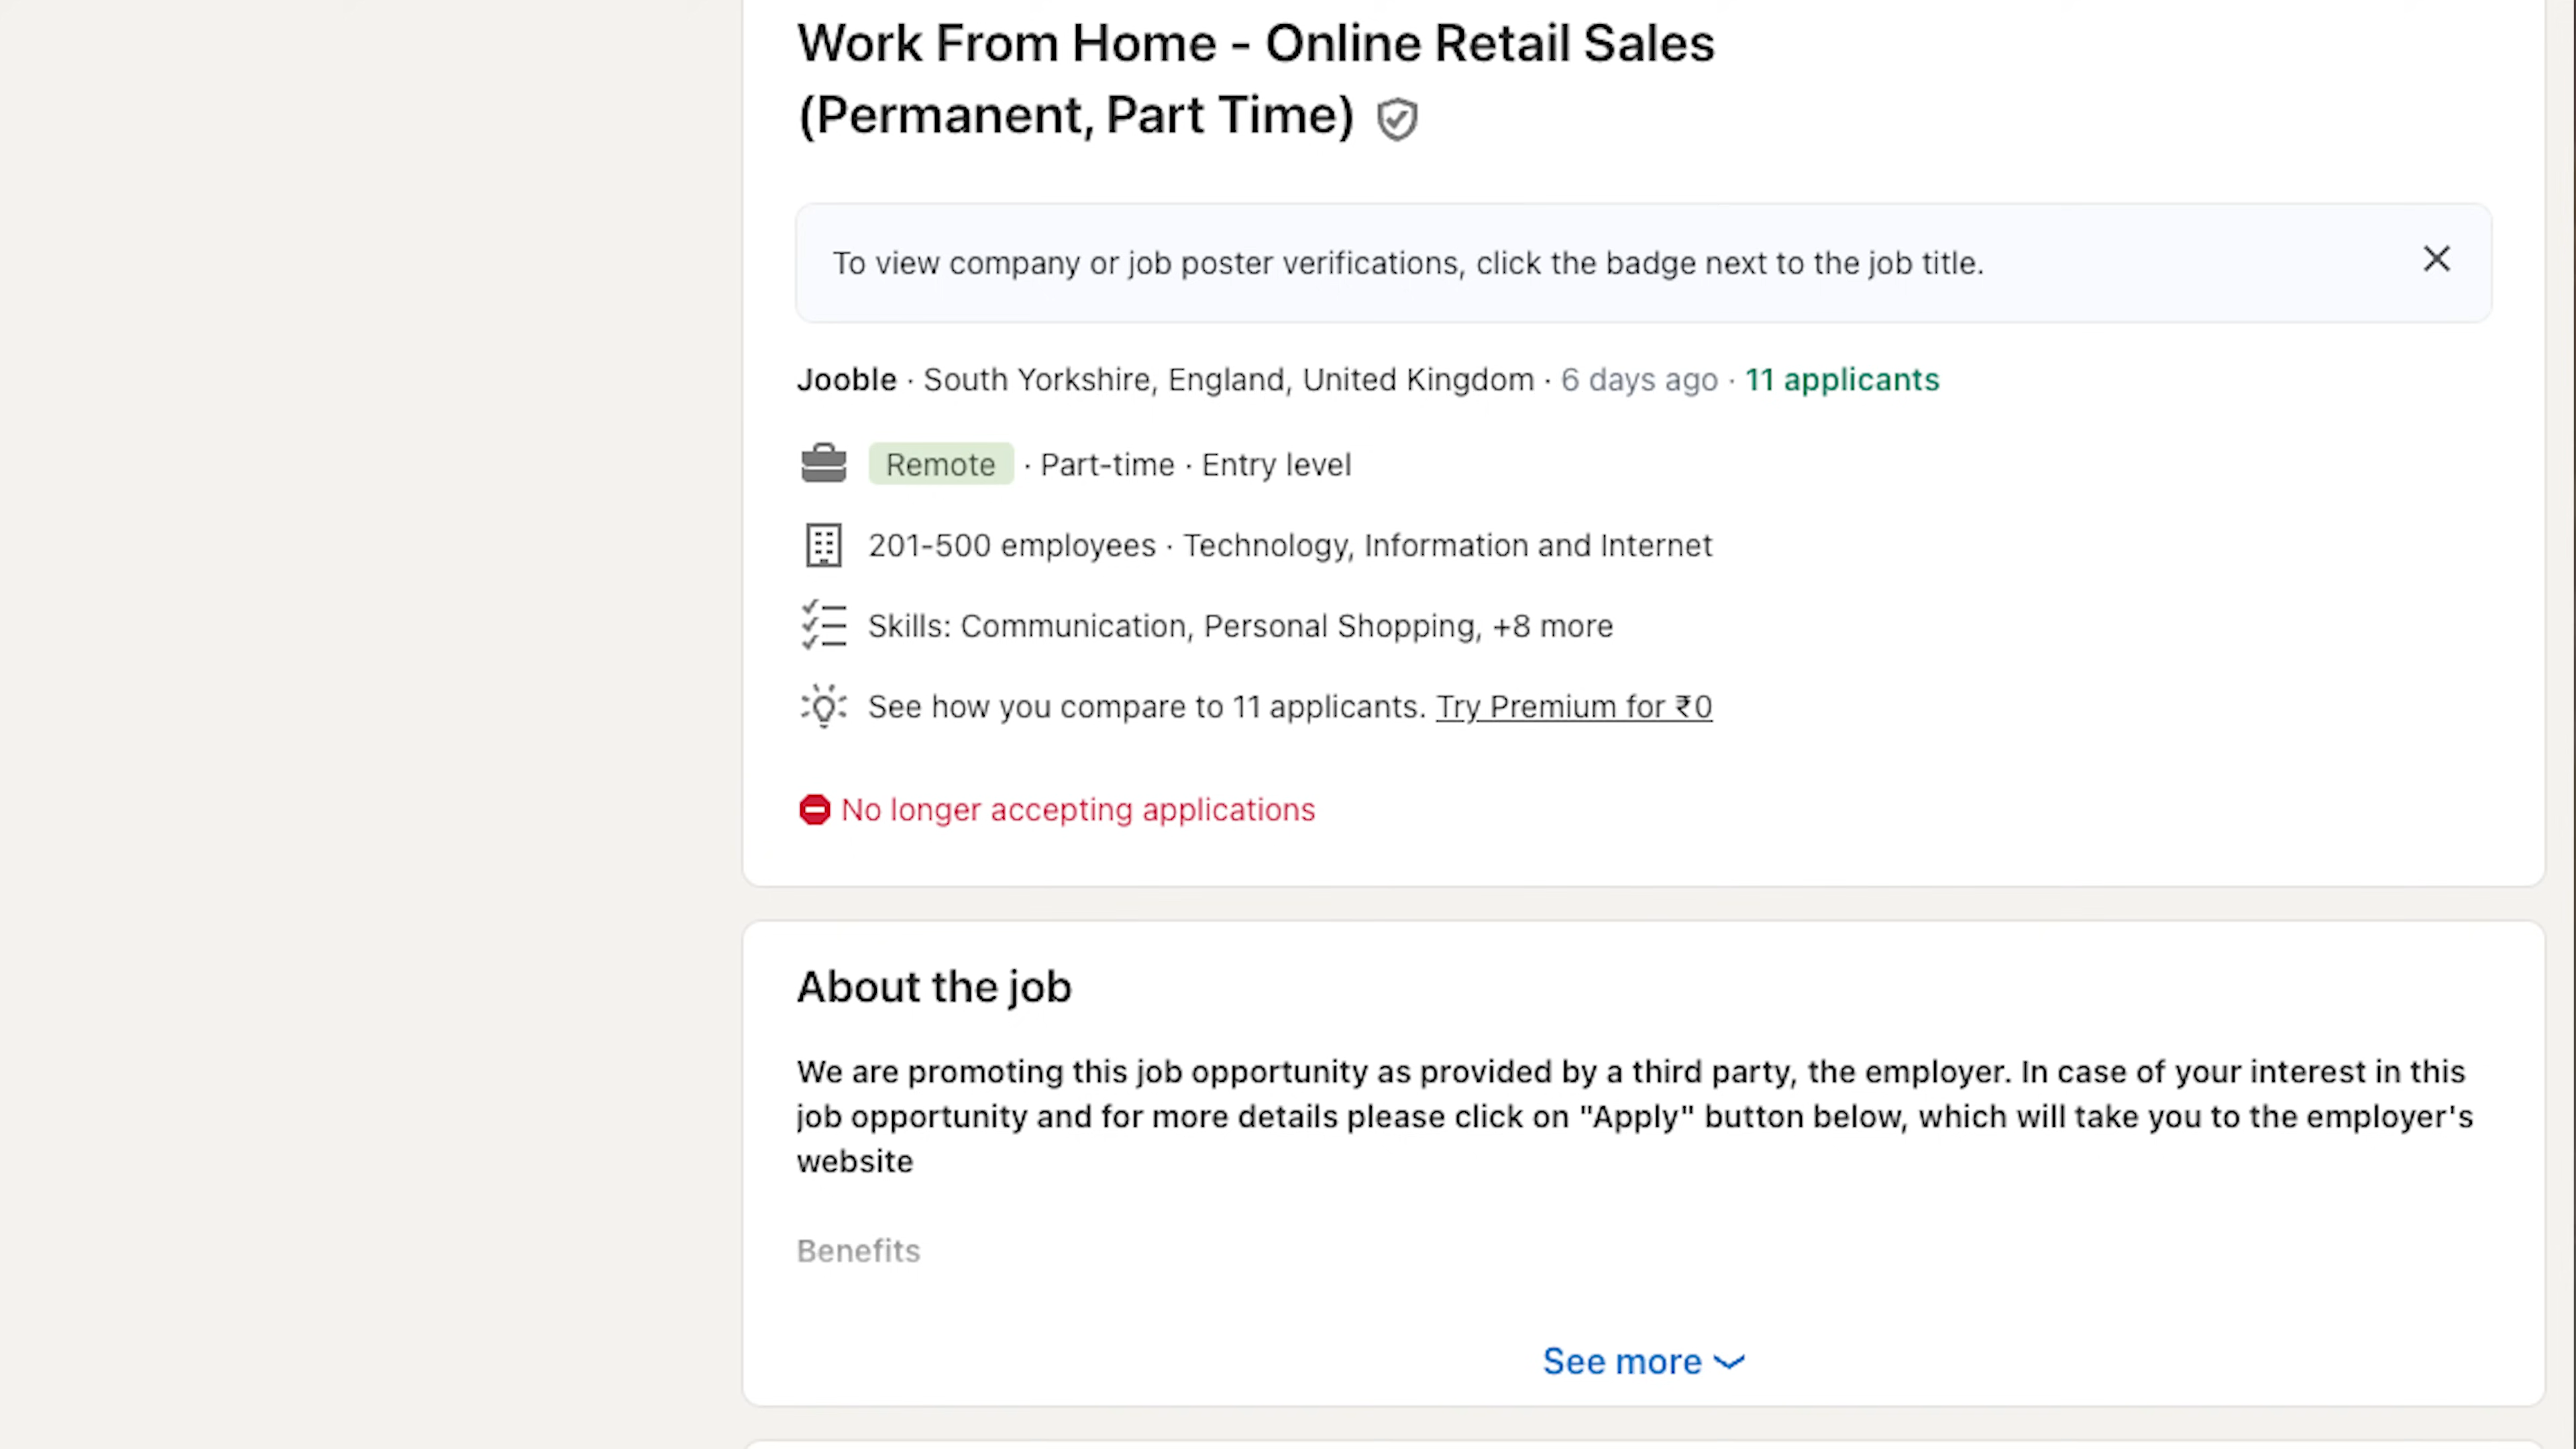 Work From Home - Online Retail Sales
(Permanent, Part Time)
To view company or job poster verifications, click the badge next to the job title.
Jooble · South Yorkshire, England, United Kingdom · 6 days ago · 11 applicants
Remote · Part-time · Entry level
201-500 employees · Technology, Information and Internet
Skills: Communication, Personal Shopping, +8 more
See how you compare to 11 applicants. Try Premium for ₹0
No longer accepting applications
About the job
We are promoting this job opportunity as provided by a third party, the employer. In case of your interest in this
job opportunity and for more details please click on "Apply" button below, which will take you to the employer's
website
Benefits
See more